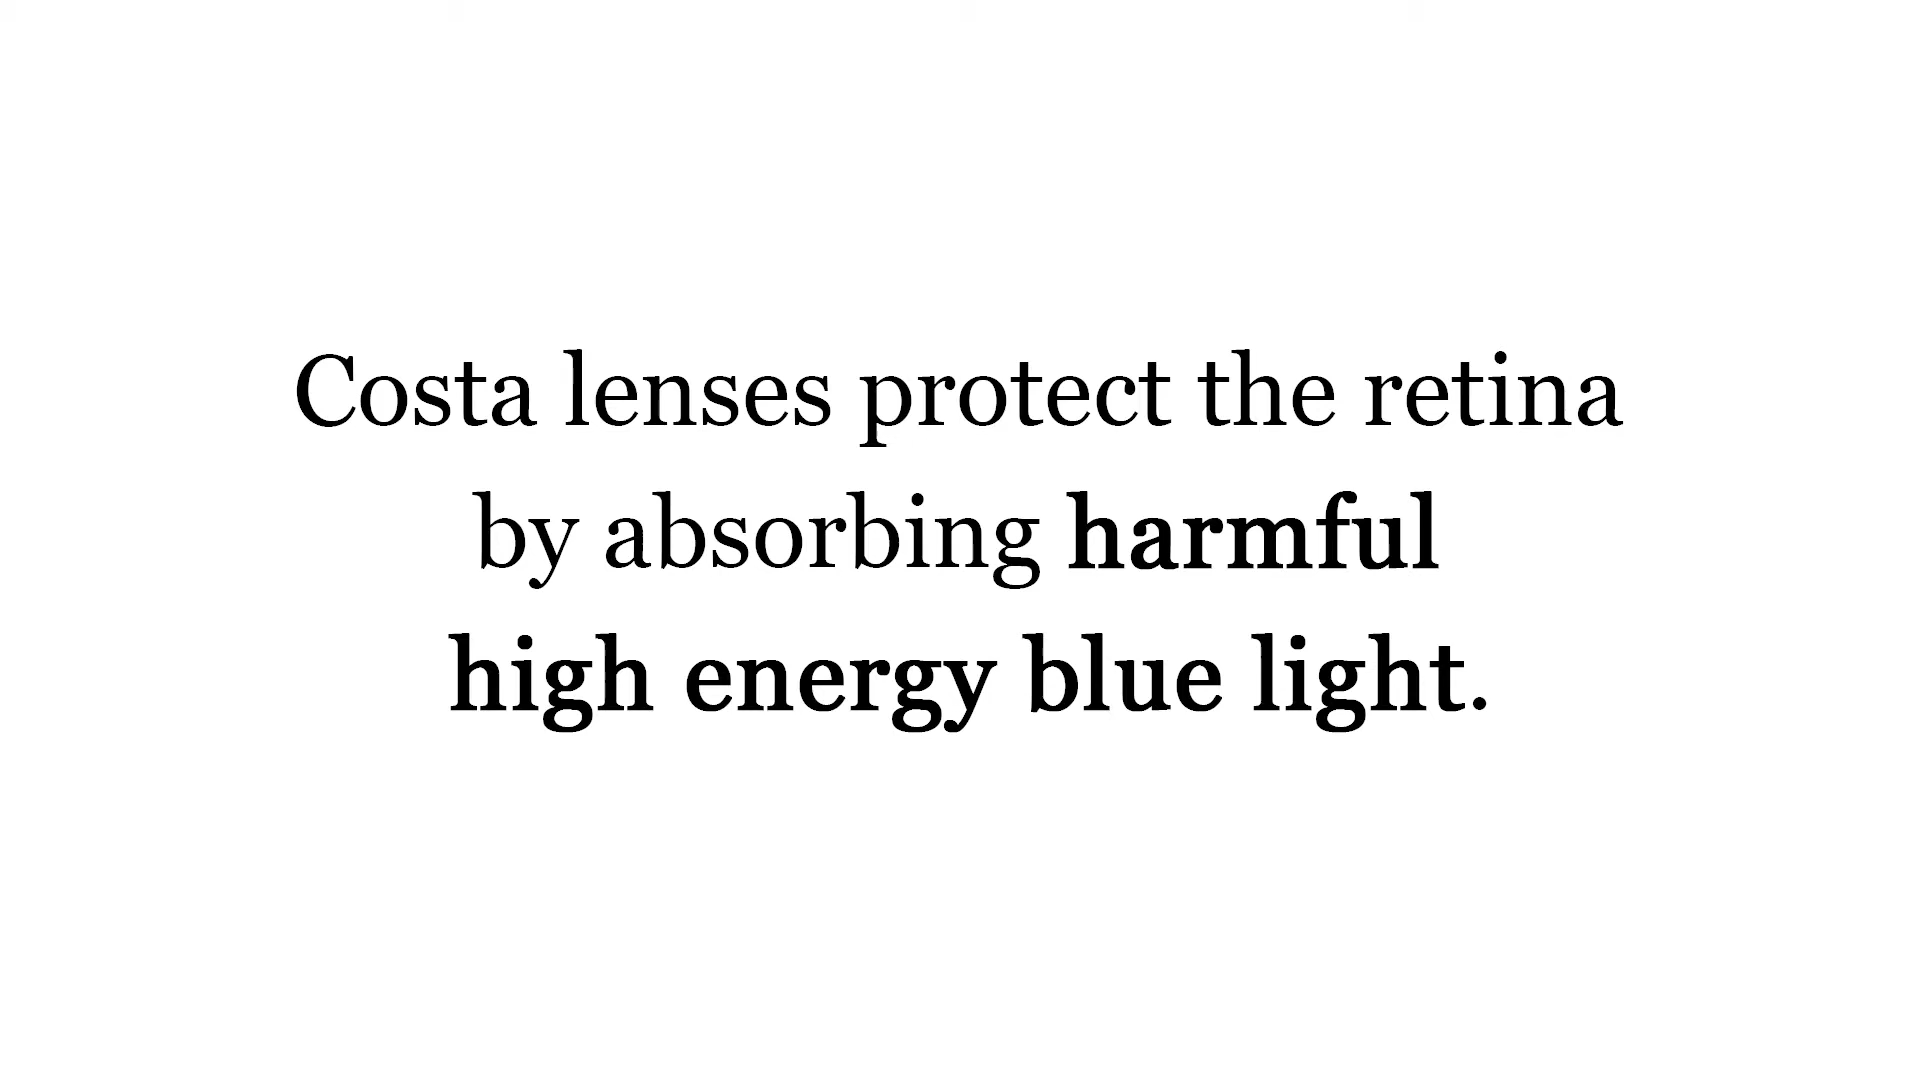 Costa lenses protect the retina
by absorbing harmful
high energy blue light.